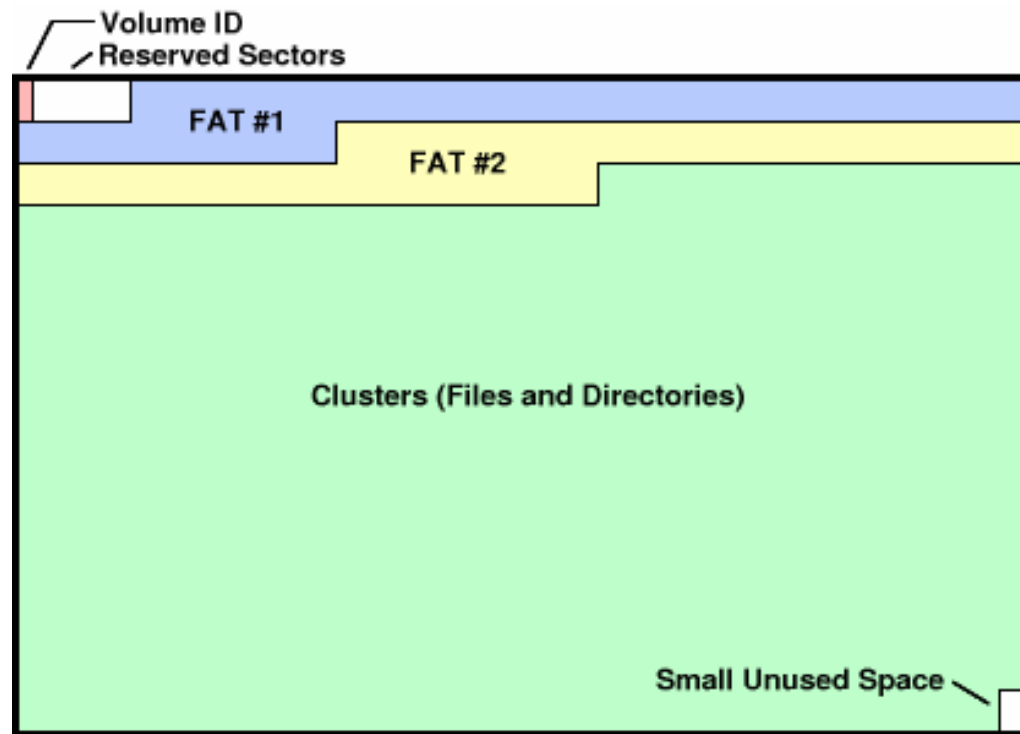 Volume ID
Reserved Sectors
FAT #1
FAT #2
Clusters (Files and Directories)
Small Unused Space